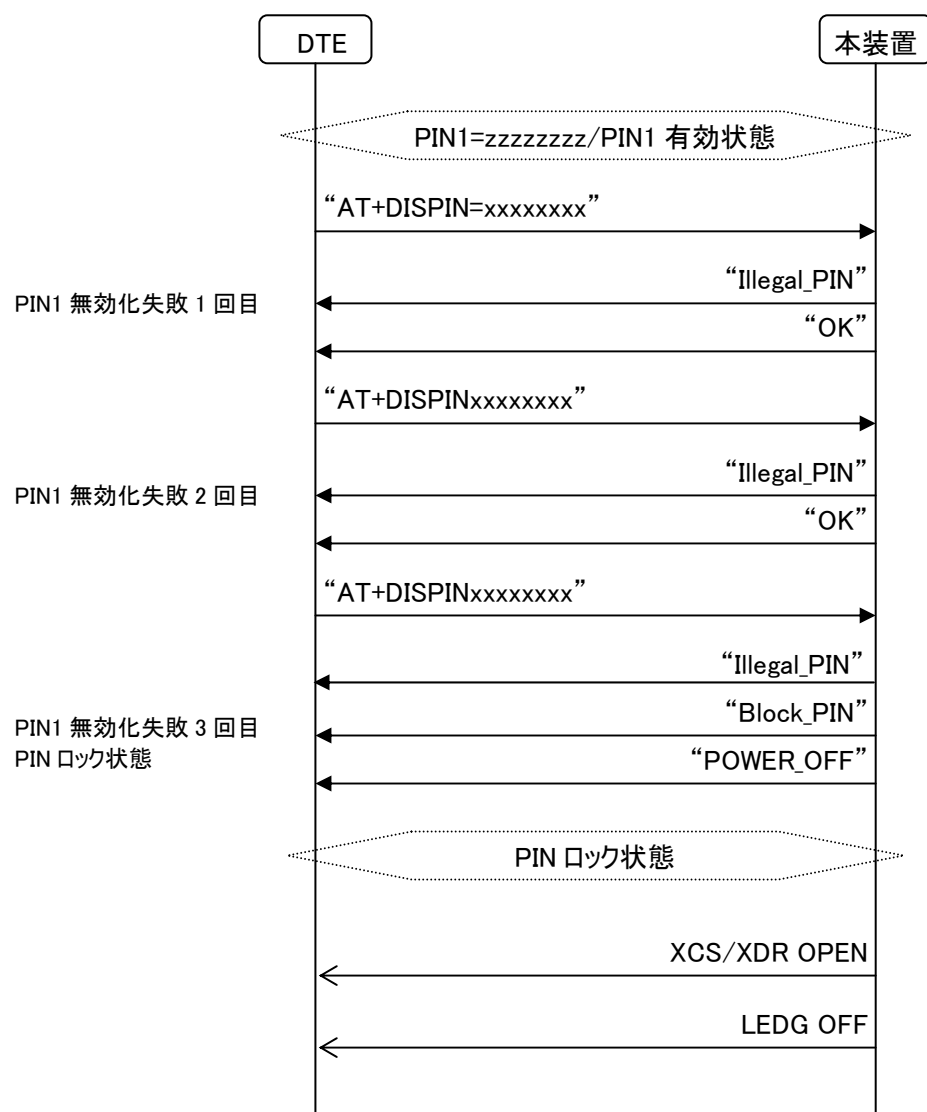 DTE
本装置
PIN1=zzzzzzzz/PIN1 有効状態
“AT+DISPIN=xxxxxxxx”
“Illegal_PIN”
PIN1 無効化失敗 1 回目
“OK”
“AT+DISPINxxxxxxxx”
“Illegal_PIN”
PIN1 無効化失敗 2 回目
“OK”
“AT+DISPINxxxxxxxx”
“Illegal_PIN”
“Block_PIN”
PIN1 無効化失敗 3 回目
PIN ロック状態
“POWER_OFF”
PIN ロック状態
XCS/XDR OPEN
LEDG OFF